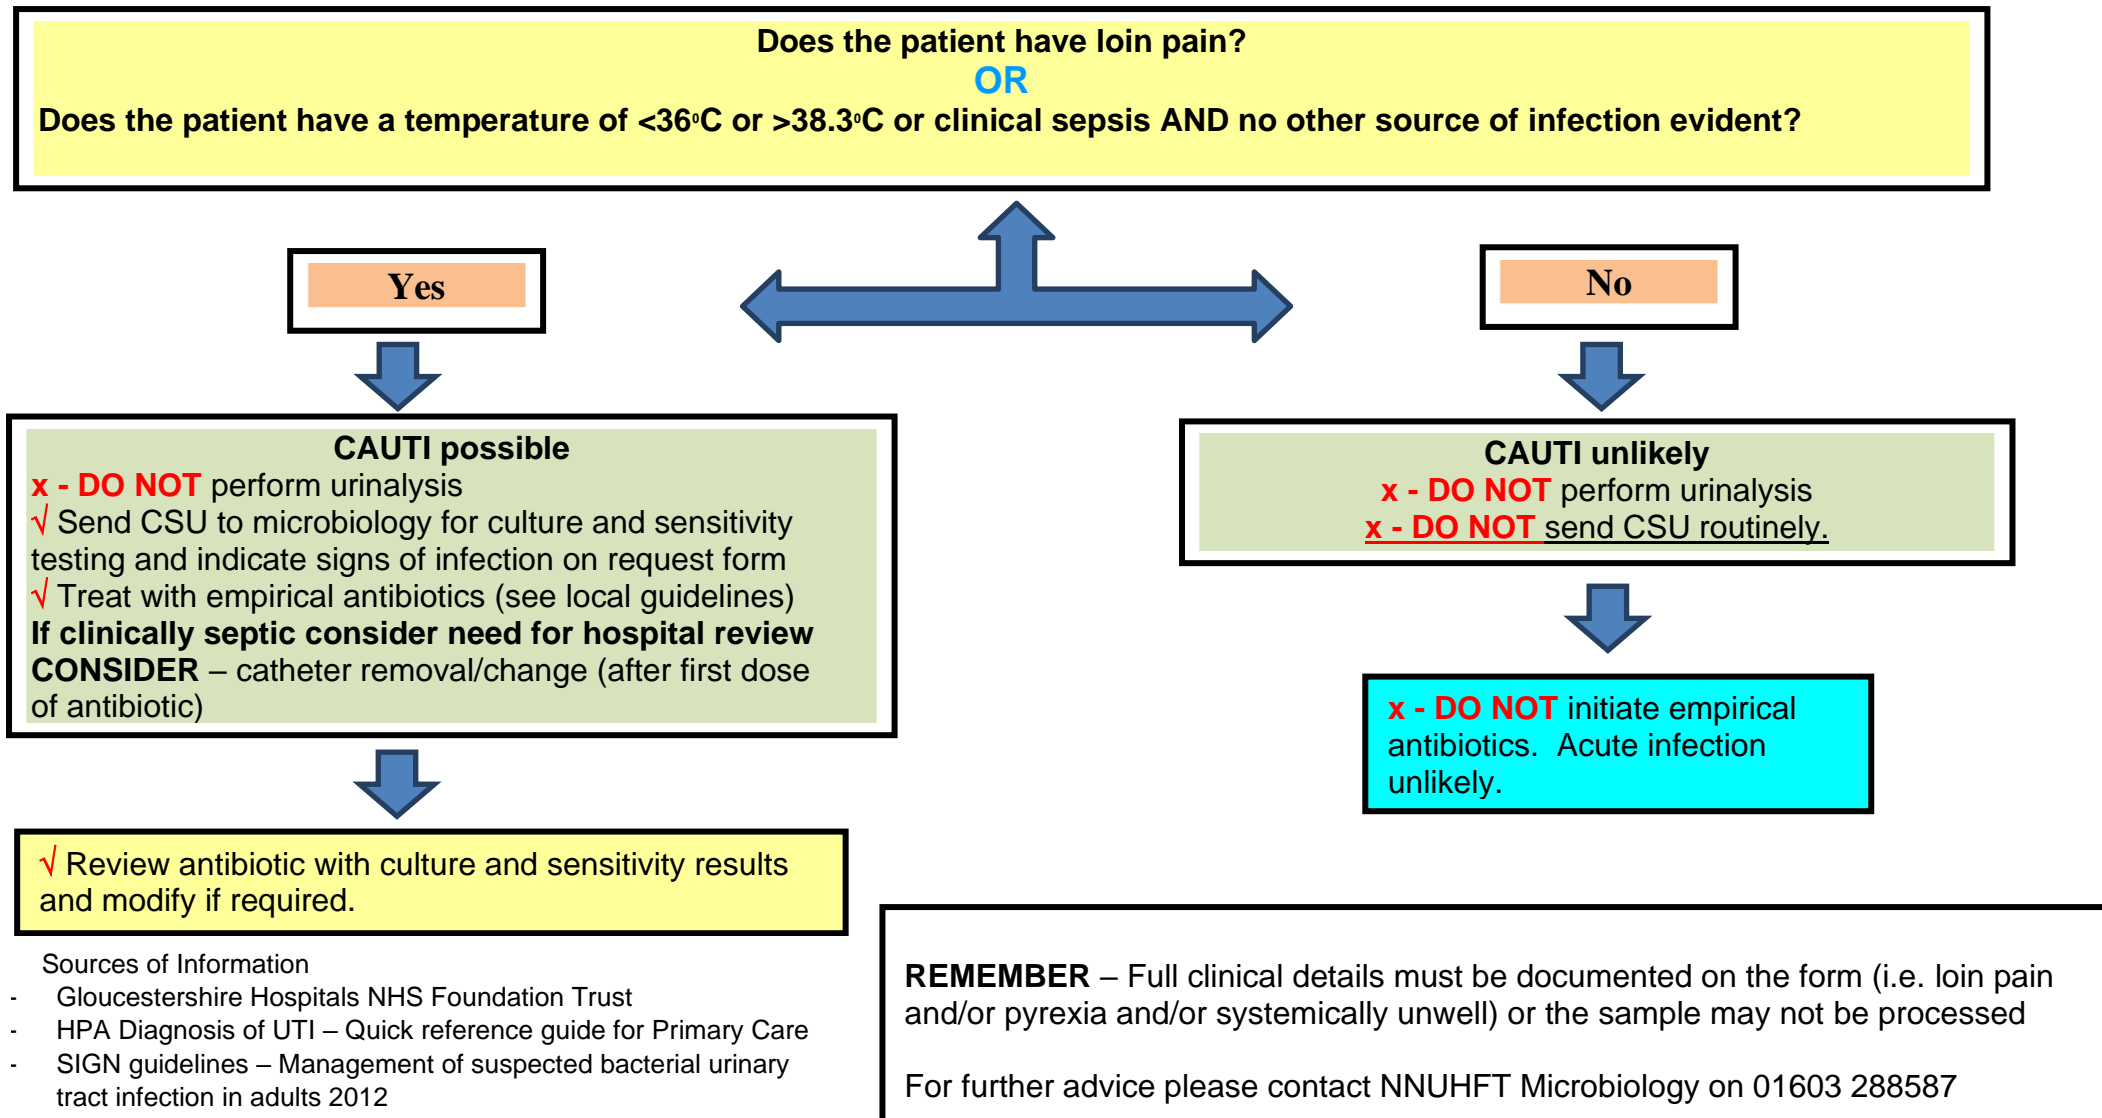 Does the patient have loin pain?
OR
Does the patient have a temperature of <36⁰C or >38.3⁰C or clinical sepsis AND no other source of infection evident?
Yes
No
CAUTI possible
x - DO NOT perform urinalysis
√ Send CSU to microbiology for culture and sensitivity
testing and indicate signs of infection on request form
√ Treat with empirical antibiotics (see local guidelines)
If clinically septic consider need for hospital review
CONSIDER – catheter removal/change (after first dose
of antibiotic)
CAUTI unlikely
x - DO NOT perform urinalysis
x - DO NOT send CSU routinely.
x - DO NOT initiate empirical
antibiotics.  Acute infection
unlikely.
√ Review antibiotic with culture and sensitivity results
and modify if required.
Sources of Information
- Gloucestershire Hospitals NHS Foundation Trust
- HPA Diagnosis of UTI – Quick reference guide for Primary Care
- SIGN guidelines – Management of suspected bacterial urinary
tract infection in adults 2012
REMEMBER – Full clinical details must be documented on the form (i.e. loin pain
and/or pyrexia and/or systemically unwell) or the sample may not be processed
For further advice please contact NNUHFT Microbiology on 01603 288587